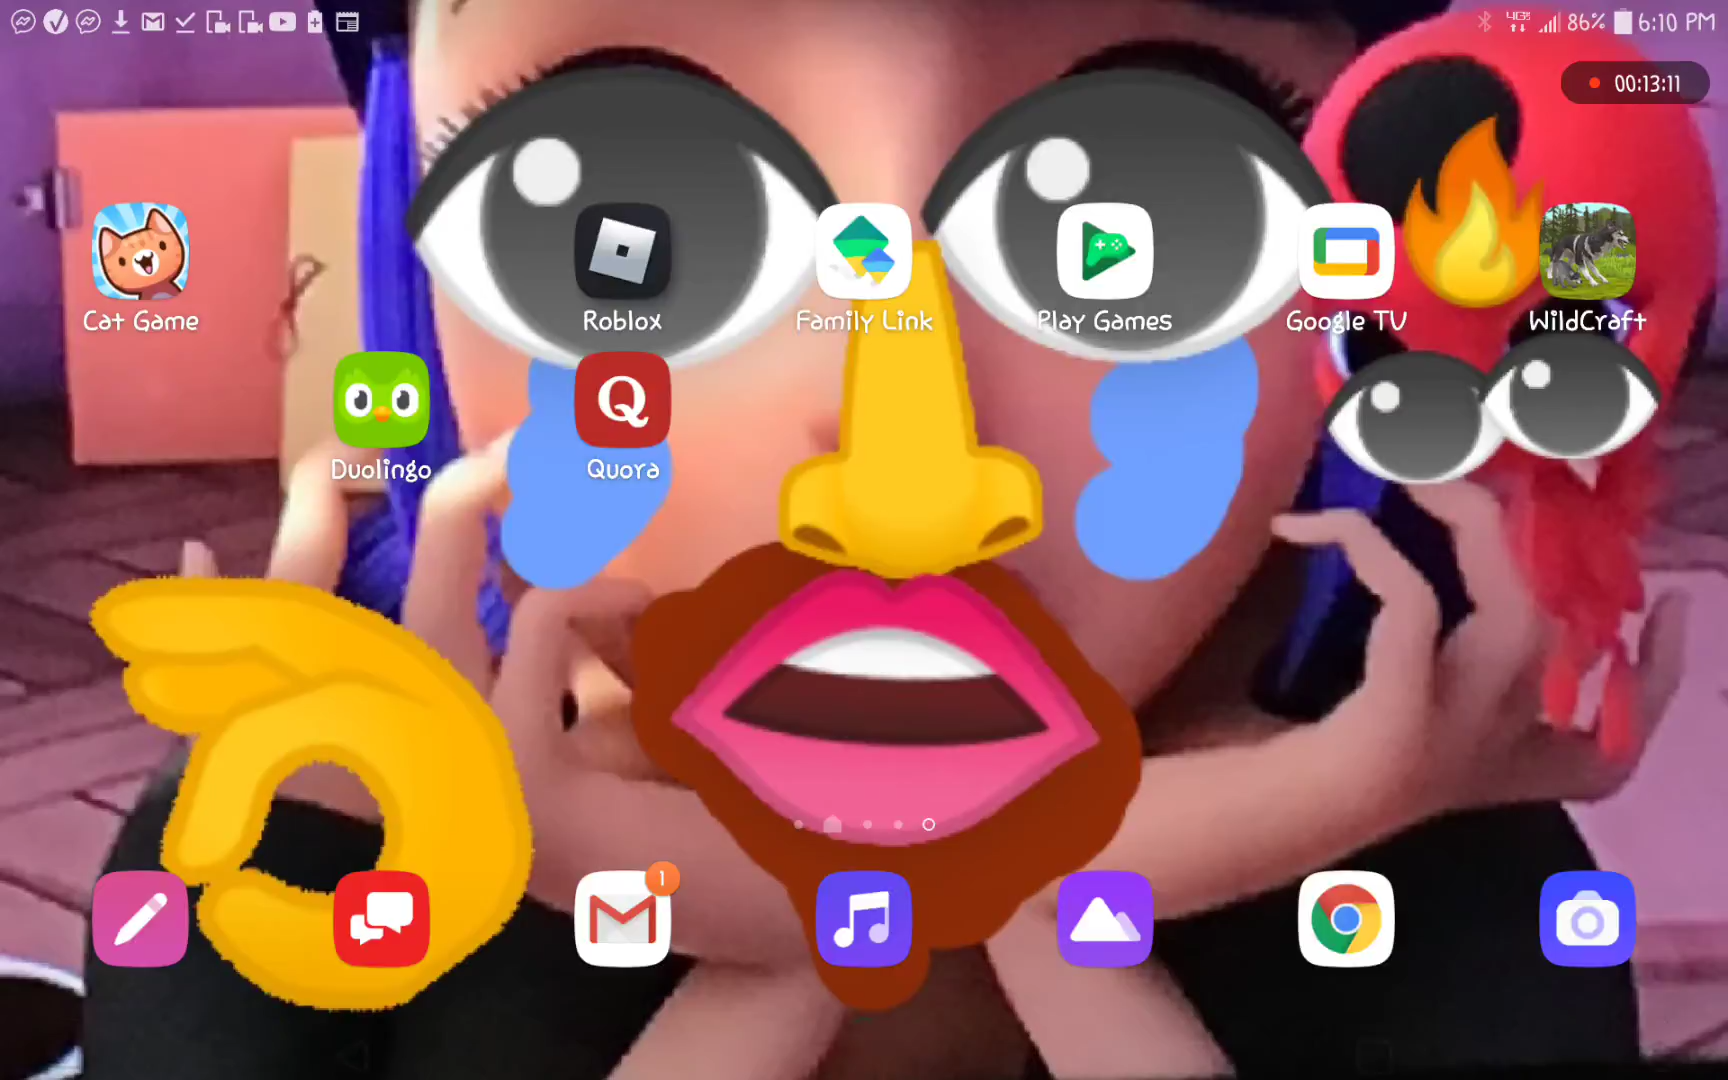 86% 6:10 PM
00:13:11
Cat Game
Roblox
Family Link
Play Games
Google TV
WildCraft
Duolingo
Q
Quora
1